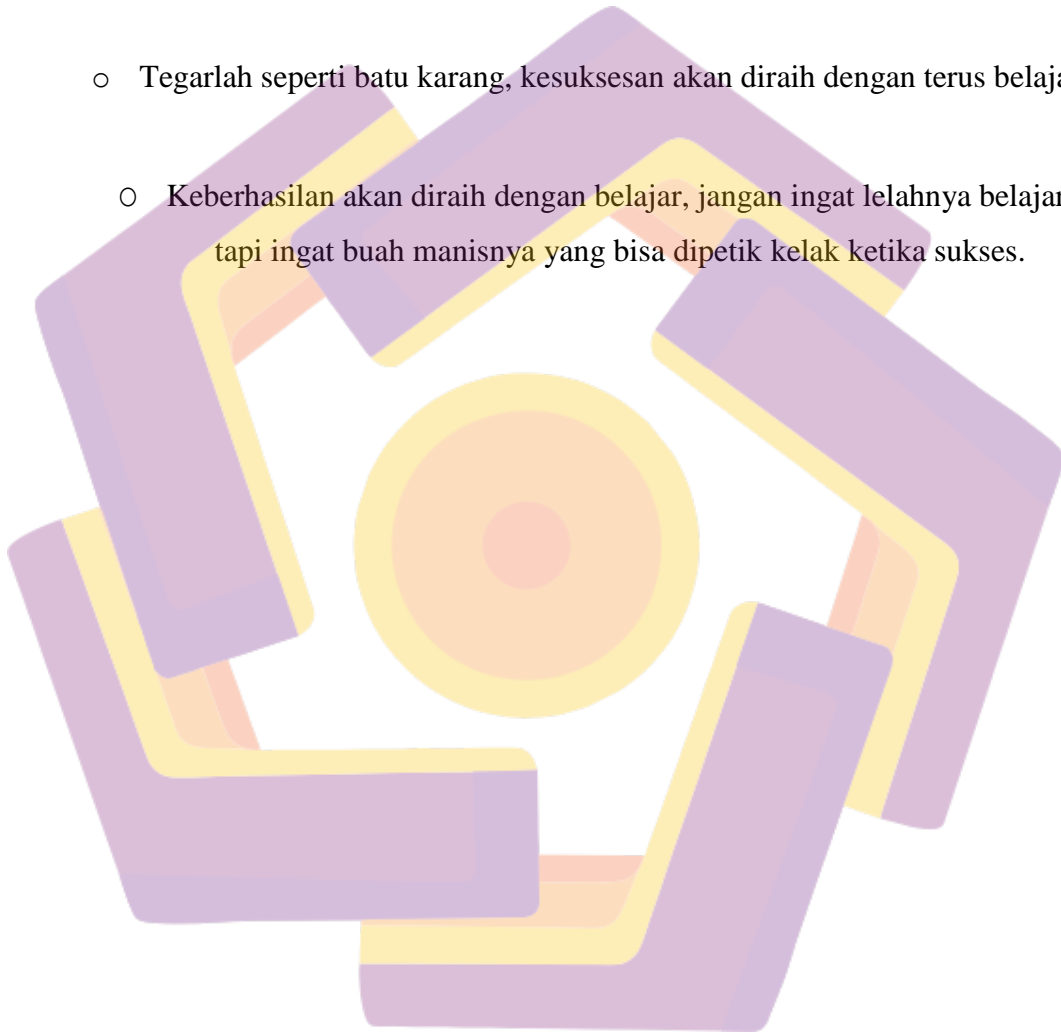 o Tegarlah seperti batu karang, kesuksesan akan diraih dengan terus
o Keberhasilan akan diraih dengan belajar, jangan ingat lelahnya belajar
tapi ingat buah manisnya yang bisa dipetik kelak ketika sukses.